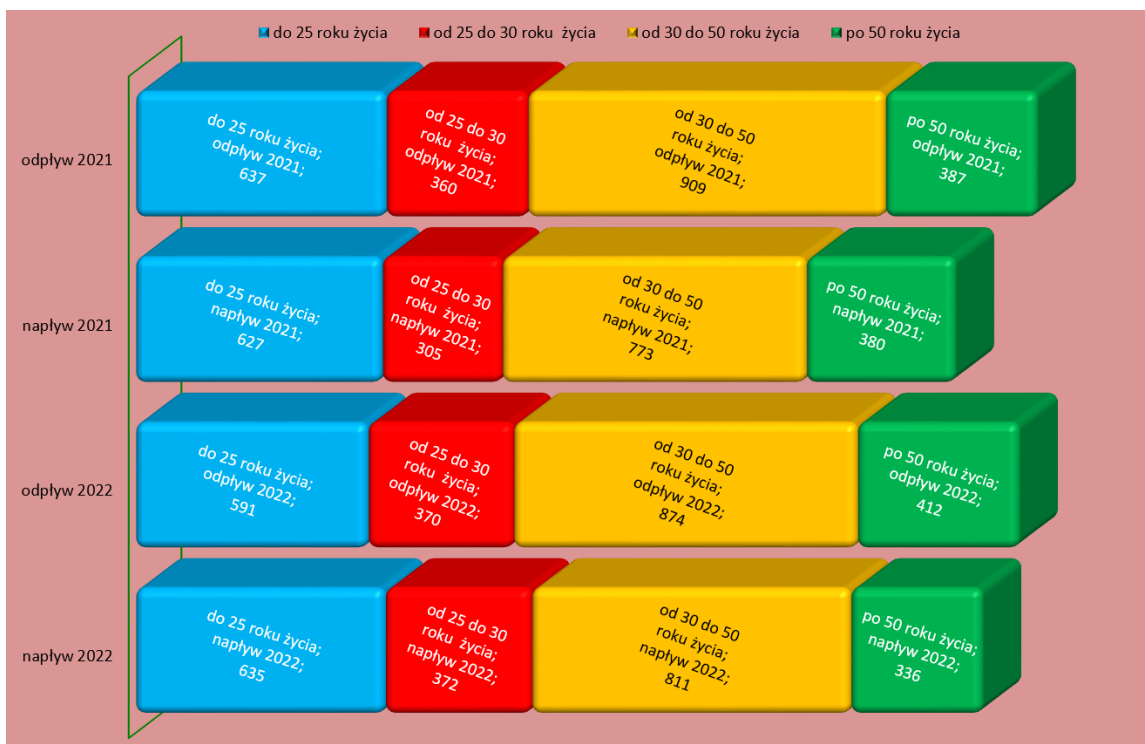 do 25 roku życia
od 25 do 30 roku  życia
od 30 do 50 roku życia
po 50 roku życia
odpływ 2021
do 25 roku życia;
odpływ 2021;
637
od 25 do 30
roku  życia;
odpływ 2021;
360
od 30 do 50
roku życia;
odpływ 2021;
909
po 50 roku życia;
odpływ 2021;
387
napływ 2021
do 25 roku życia;
napływ 2021;
627
od 25 do 30
roku  życia;
napływ 2021;
305
od 30 do 50
roku życia;
napływ 2021;
773
po 50 roku życia;
napływ 2021;
380
odpływ 2022
do 25 roku życia;
odpływ 2022;
591
od 25 do 30
roku  życia;
odpływ 2022;
370
od 30 do 50
roku życia;
odpływ 2022;
874
po 50 roku życia;
odpływ 2022;
412
napływ 2022
do 25 roku życia;
napływ 2022;
635
od 25 do 30
roku  życia;
napływ 2022;
372
od 30 do 50
roku życia;
napływ 2022;
811
po 50 roku życia;
napływ 2022;
336